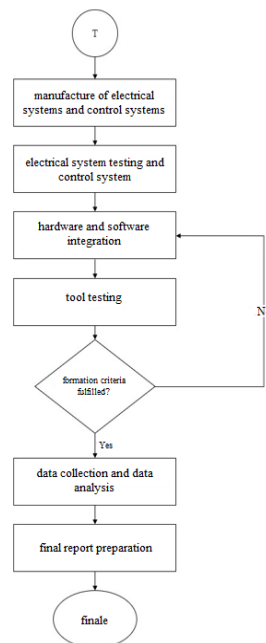 T
manufacture of electrical
systems and control systems
electrical system testing and
control system
hardware and software
integration
tool testing
N
formation criteria
fulfilled?
Yes
data collection and data
analysis
final report preparation
finale